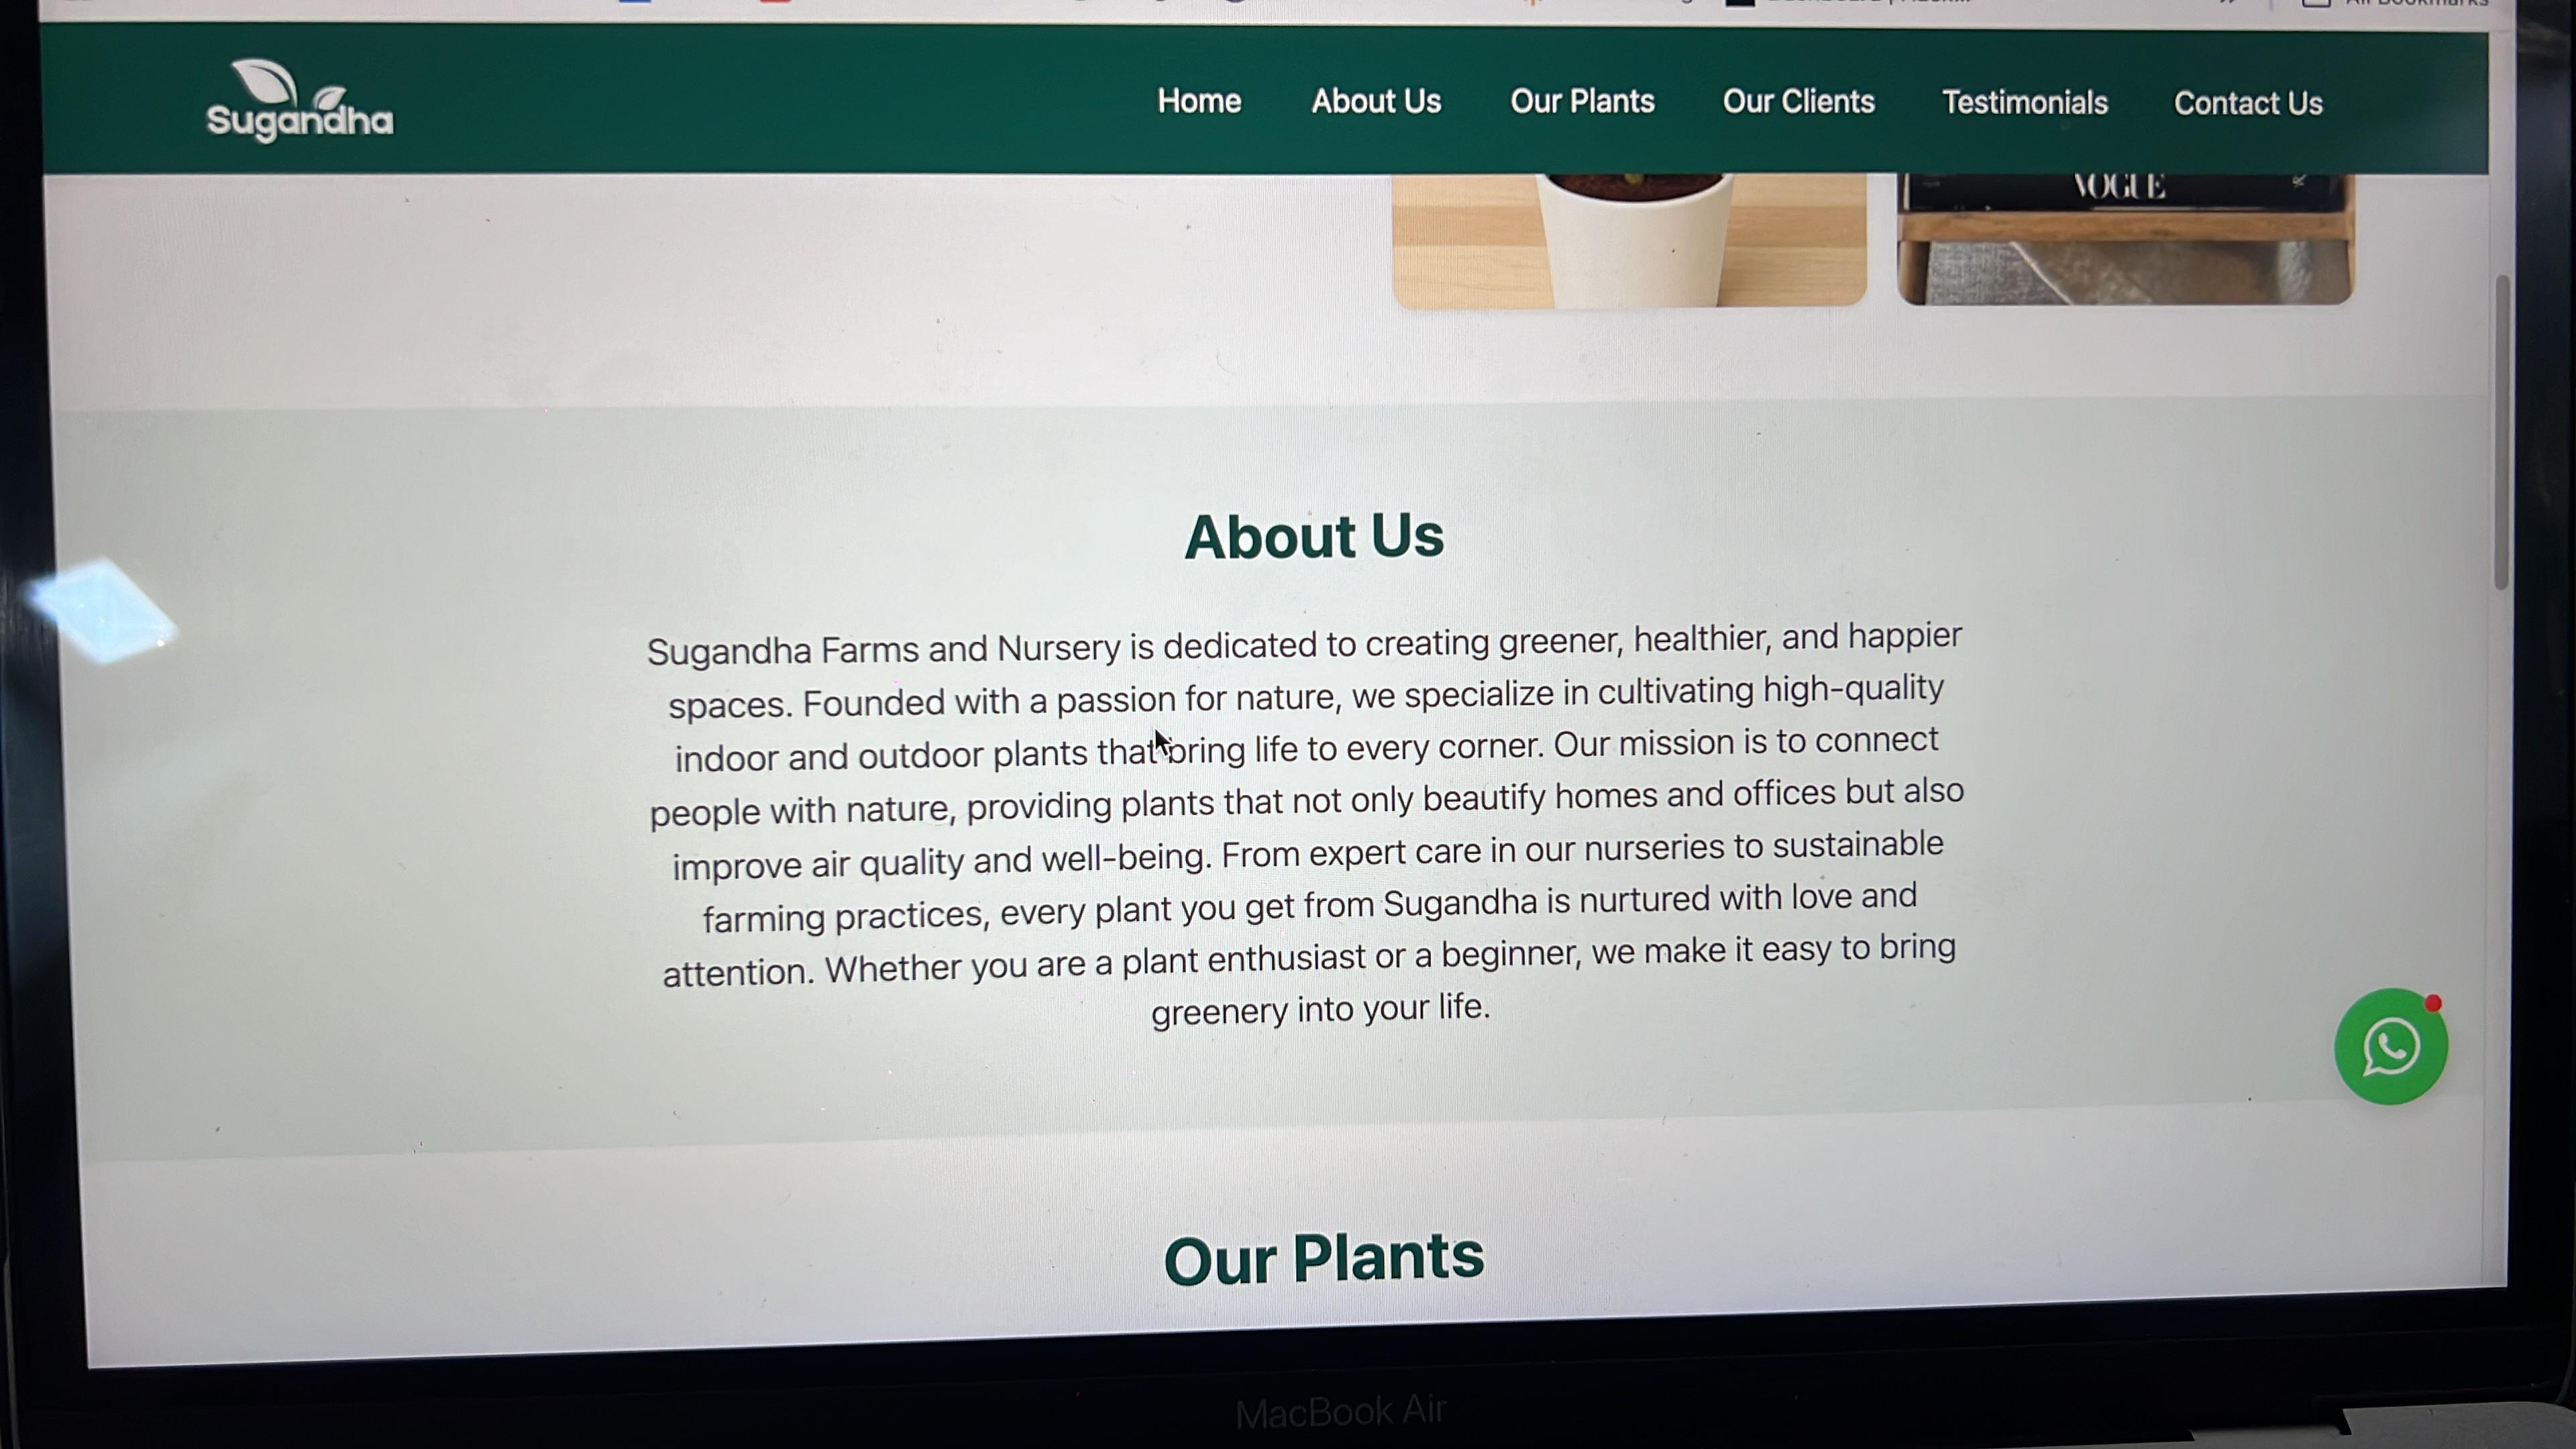 Sugandha
Home About Us Our Plants Our Clients Testimonials Contact Us
VOGUE
About Us
Sugandha Farms and Nursery is dedicated to creating greener, healthier, and happier
spaces. Founded with a passion for nature, we specialize in cultivating high-quality
indoor and outdoor plants that bring life to every corner. Our mission is to connect
people with nature, providing plants that not only beautify homes and offices but also
improve air quality and well-being. From expert care in our nurseries to sustainable
farming practices, every plant you get from Sugandha is nurtured with love and
attention. Whether you are a plant enthusiast or a beginner, we make it easy to bring
greenery into your life.
Our Plants
MacBook Air